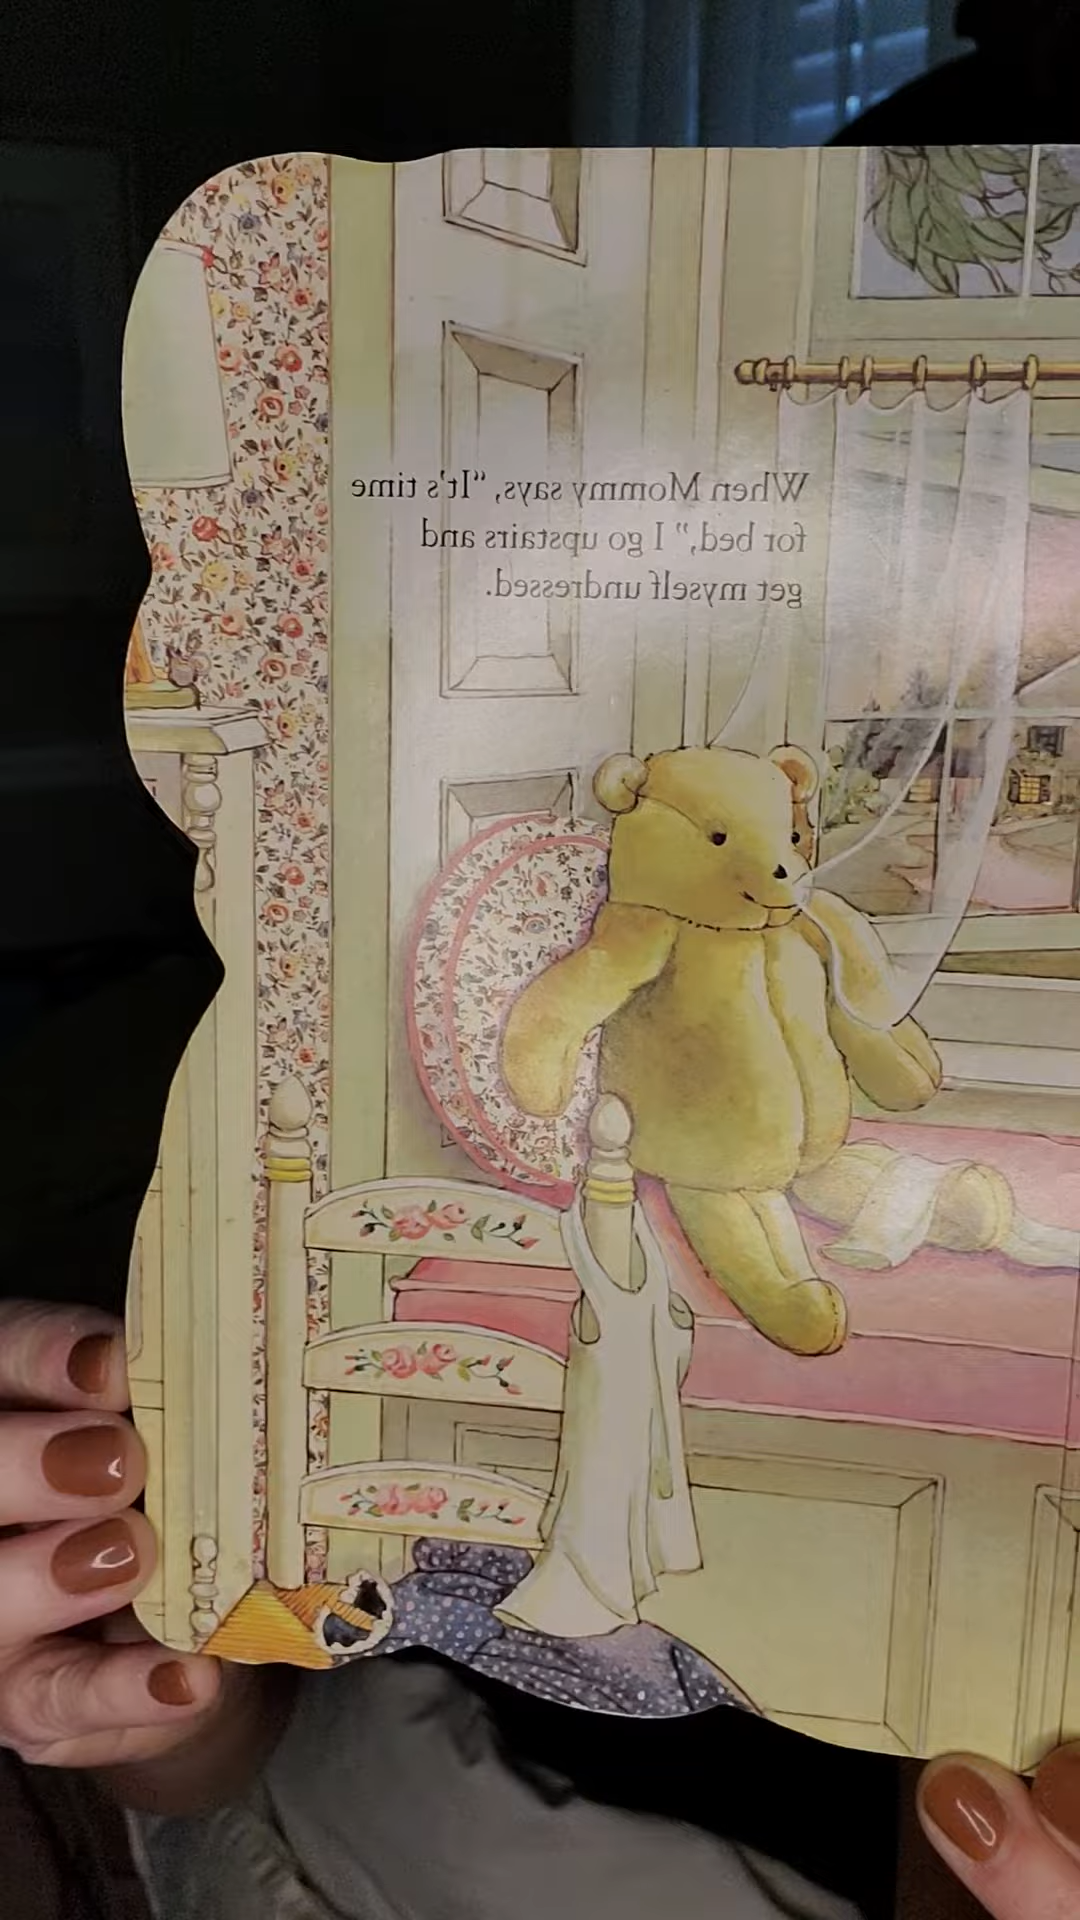 When Mommy says, “It's time
for bed,” I go upstairs and
get myself undressed.